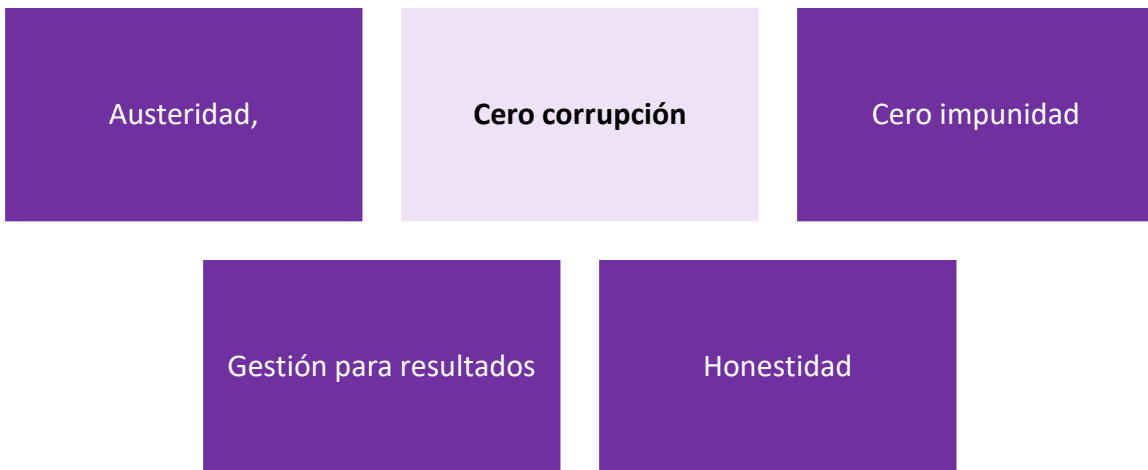 Austeridad,
Cero corrupción
Cero impunidad
Gestión para resultados
Honestidad